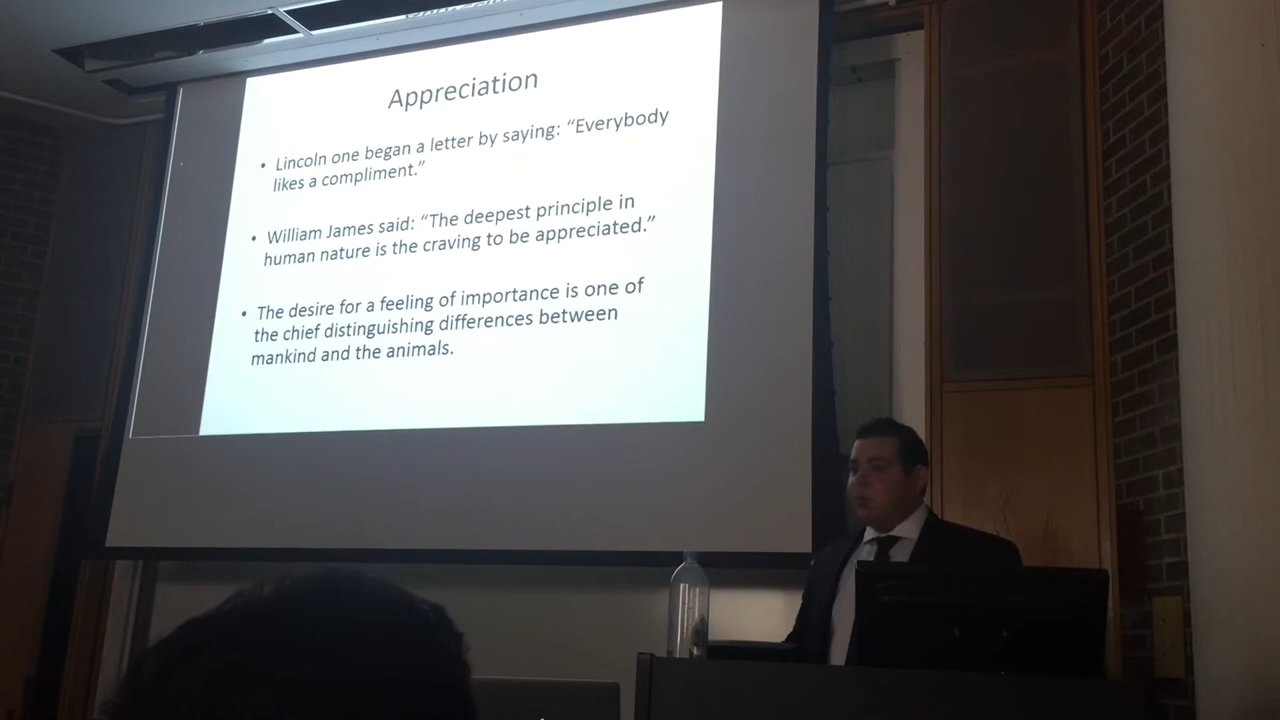 Appreciation
• Lincoln one began a letter by saying: “Everybody
likes a compliment.”
• William James said: “The deepest principle in
human nature is the craving to be appreciated.”
• The desire for a feeling of importance is one of
the chief distinguishing differences between
mankind and the animals.